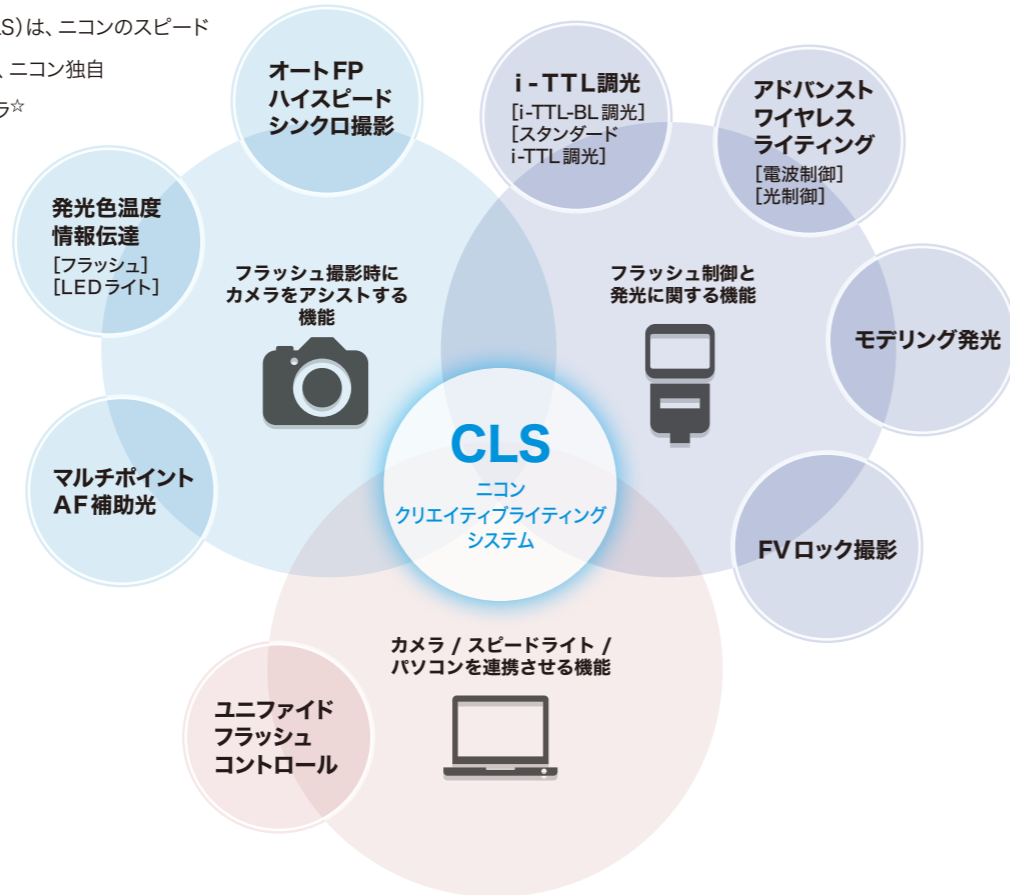 LS）は、ニコンのスピード
、ニコン独自
ラ☆
オートFP
ハイスピード
シンクロ撮影
i-TTL調光
［i-TTL-BL調光］
［スタンダード
i-TTL調光］
アドバンスト
ワイヤレス
ライティング
［電波制御］
［光制御］
発光色温度
情報伝達
［フラッシュ］
［LEDライト］
フラッシュ撮影時に
カメラをアシストする
機能
フラッシュ制御と
発光に関する機能
モデリング発光
CLS
ニコン
クリエイティブライティング
システム
マルチポイント
AF補助光
FVロック撮影
カメラ / スピードライト /
パソコンを連携させる機能
ユニファイド
フラッシュ
コントロール